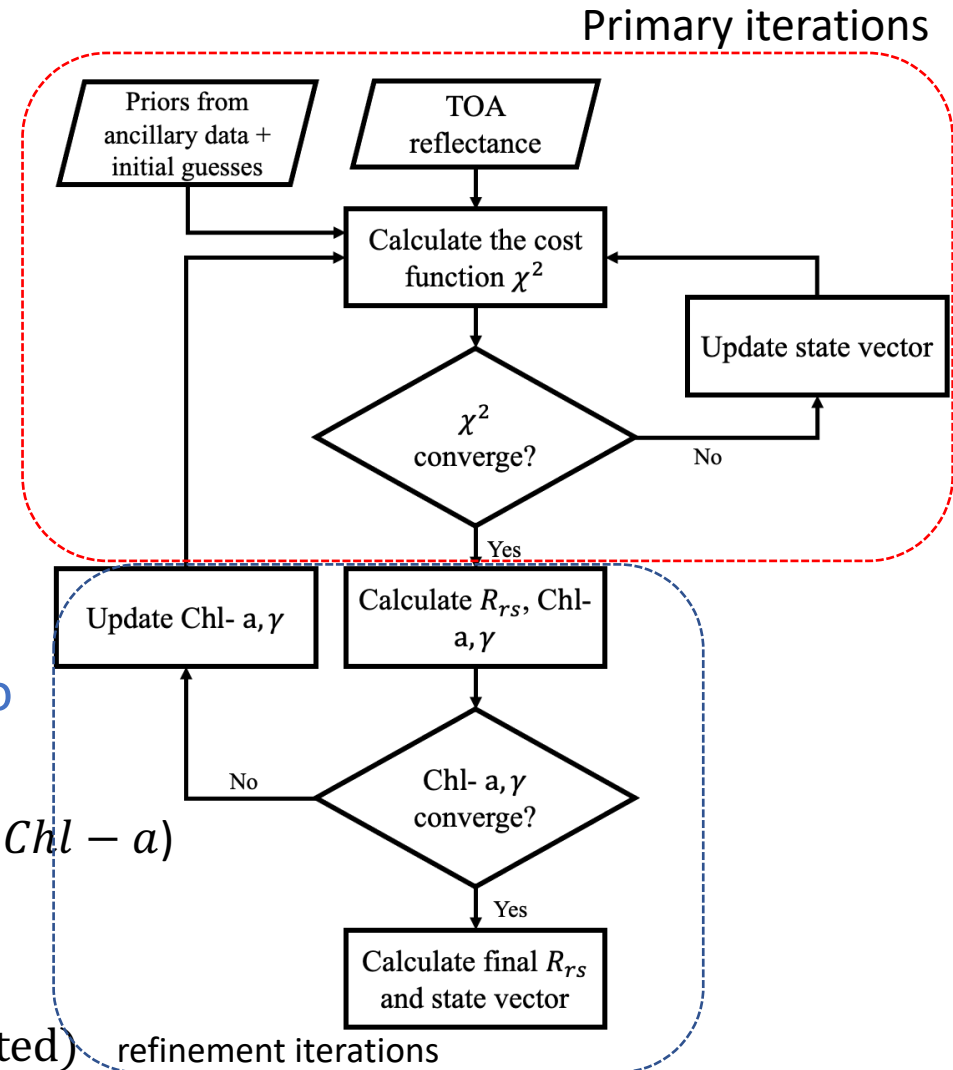 Primary iterations
Priors from
ancillary data +
initial guesses
TOA
reflectance
Calculate the cost
function χ²
Update state vector
χ²
converge?
No
Yes
Update Chl- a, γ
Calculate R_rs, Chl-
a, γ
No
Chl- a, γ
converge?
Chl − a)
Yes
Calculate final R_rs
and state vector
refinement iterations